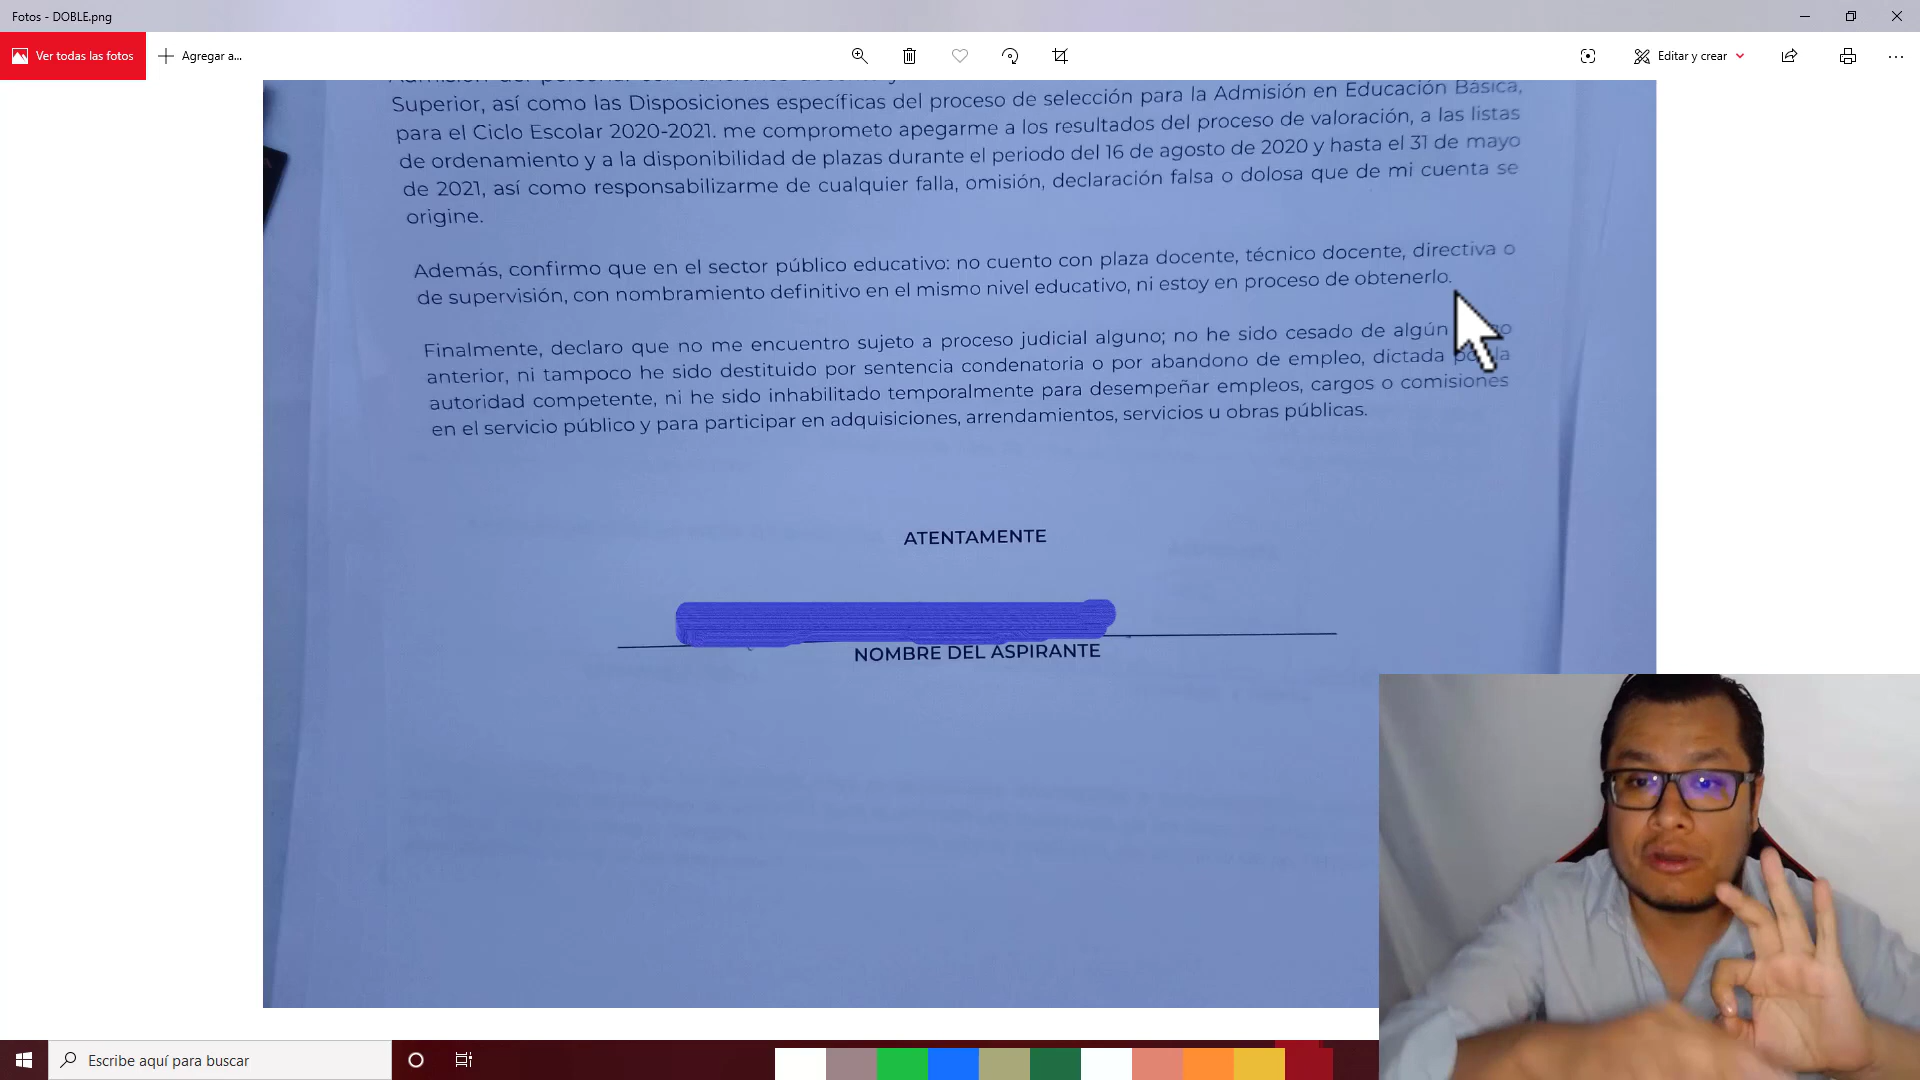 Fotos - DOBLE.png
Ver todas las fotos
Agregar a...
Editar y crear
Superior, así como las Disposiciones específicas del proceso de selección para la Admisión en Educación Básica,
para el Ciclo Escolar 2020-2021. me comprometo apegarme a los resultados del proceso de valoración, a las listas
de ordenamiento y a la disponibilidad de plazas durante el periodo del 16 de agosto de 2020 y hasta el 31 de mayo
de 2021, así como responsabilizarme de cualquier falla, omisión, declaración falsa o dolosa que de mi cuenta se
origine.
Además, confirmo que en el sector público educativo: no cuento con plaza docente, técnico docente, directiva o
de supervisión, con nombramiento definitivo en el mismo nivel educativo, ni estoy en proceso de obtenerlo.
Finalmente, declaro que no me encuentro sujeto a proceso judicial alguno; no he sido cesado de algún
anterior, ni tampoco he sido destituido por sentencia condenatoria o por abandono de empleo, dictada la
autoridad competente, ni he sido inhabilitado temporalmente para desempeñar empleos, cargos o comisiones
en el servicio público y para participar en adquisiciones, arrendamientos, servicios u obras públicas.
ATENTAMENTE
NOMBRE DEL ASPIRANTE
Escribe aquí para buscar